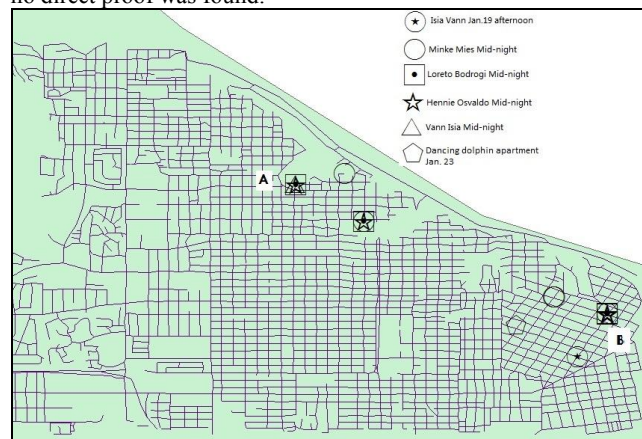 no direct proof was found.
Isia Vann Jan.19 afternoon
Minke Mies Mid-night
Loreto Bodrogi Mid-night
Hennie Osvaldo Mid-night
Vann Isia Mid-night
Dancing dolphin apartment
Jan. 23
A
B